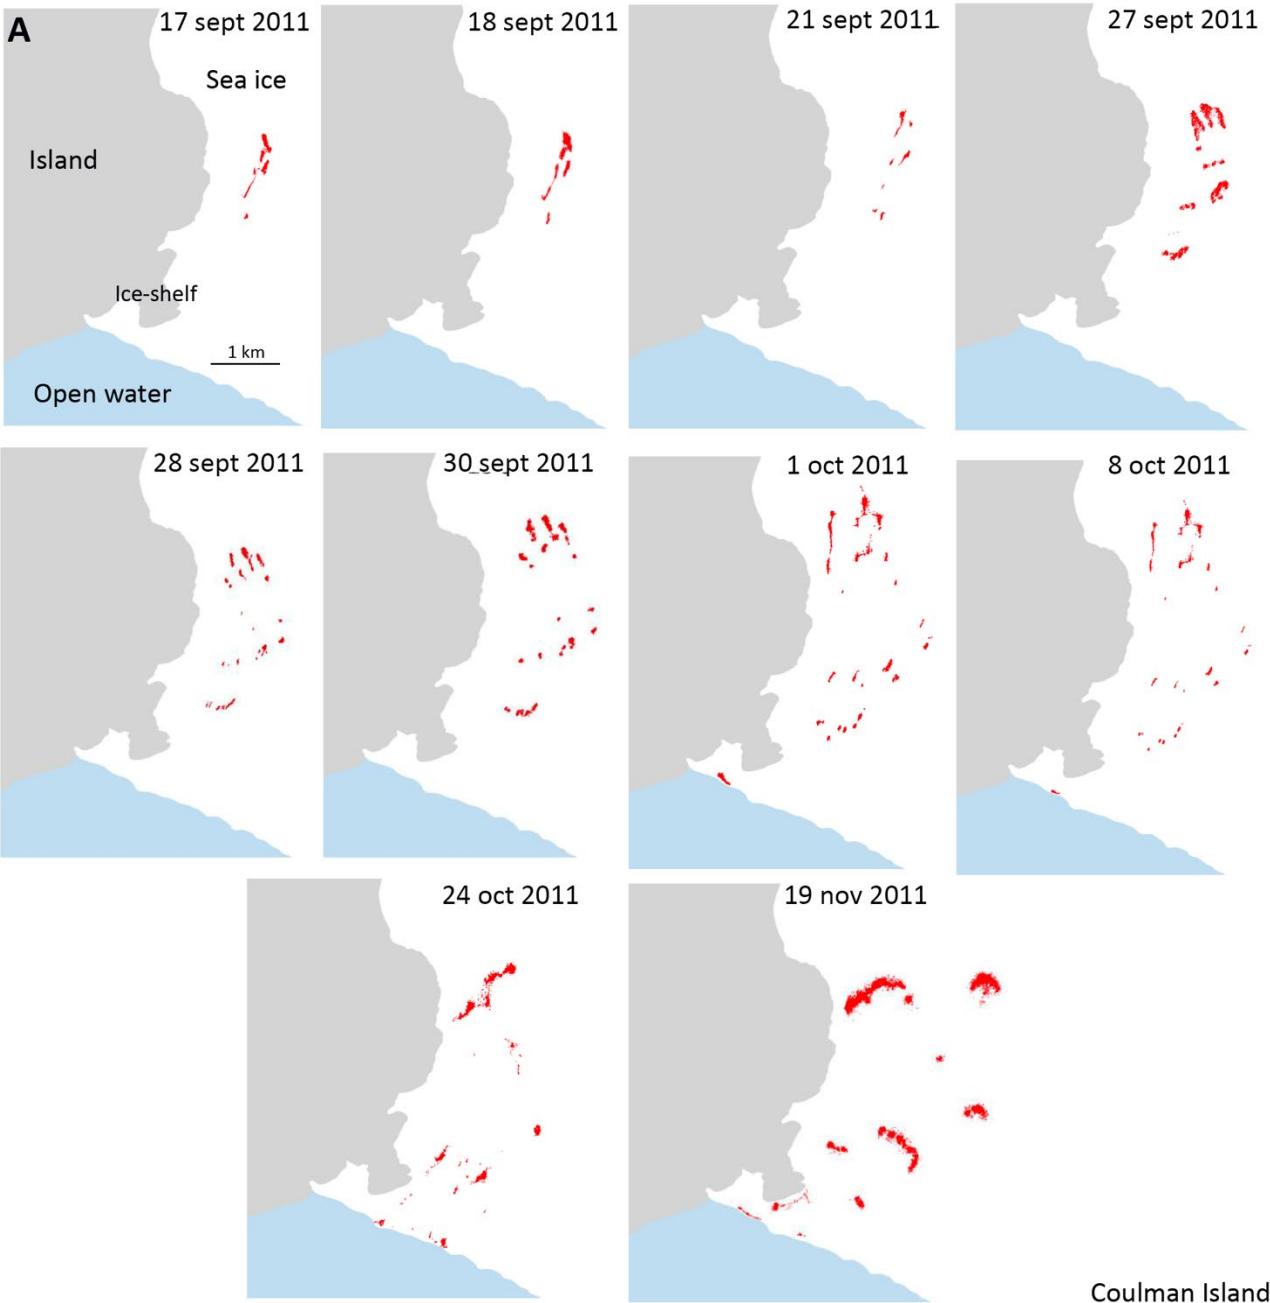 A
17 sept 2011
18 sept 2011
21 sept 2011
27 sept 2011
Sea ice
Island
Ice-shelf
1 km
Open water
28 sept 2011
30 sept 2011
1 oct 2011
8 oct 2011
24 oct 2011
19 nov 2011
Coulman Island